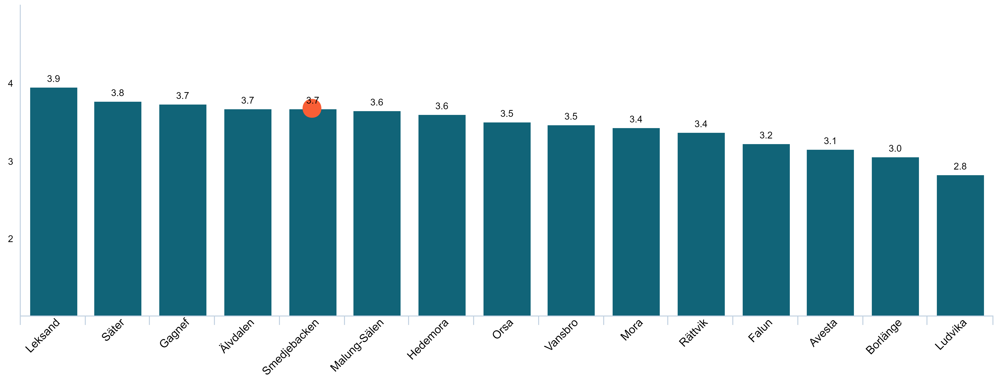 4
3
2
3.9
3.8
3.7
3.7
3.7
3.6
3.6
3.5
3.5
3.4
3.4
3.2
3.1
3.0
2.8
Leksand
Säter
Gagnef
Älvdalen
Smedjebacken
Malung-Sälen
Hedemora
Orsa
Vansbro
Mora
Rättvik
Falun
Avesta
Borlänge
Ludvika